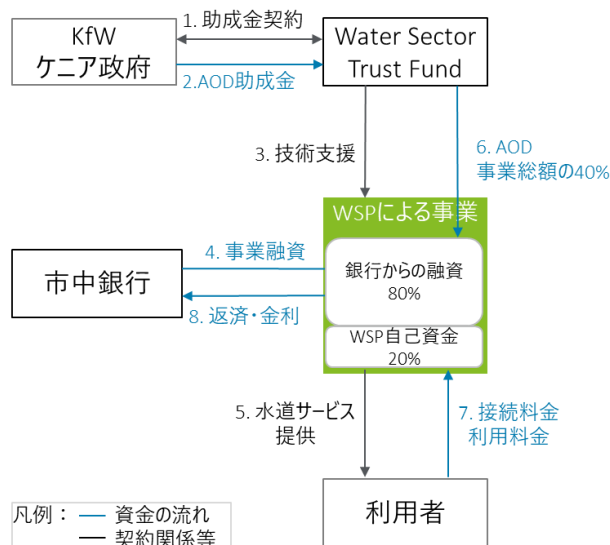 KfW
ケニア政府
1. 助成金契約
2.AOD助成金
Water Sector
Trust Fund
3. 技術支援
6. AOD
事業総額の40%
WSPによる事業
市中銀行
4. 事業融資
8. 返済・金利
銀行からの融資
80%
WSP自己資金
20%
5. 水道サービス
提供
7. 接続料金
利用料金
利用者
凡例： 資金の流れ
契約関係等